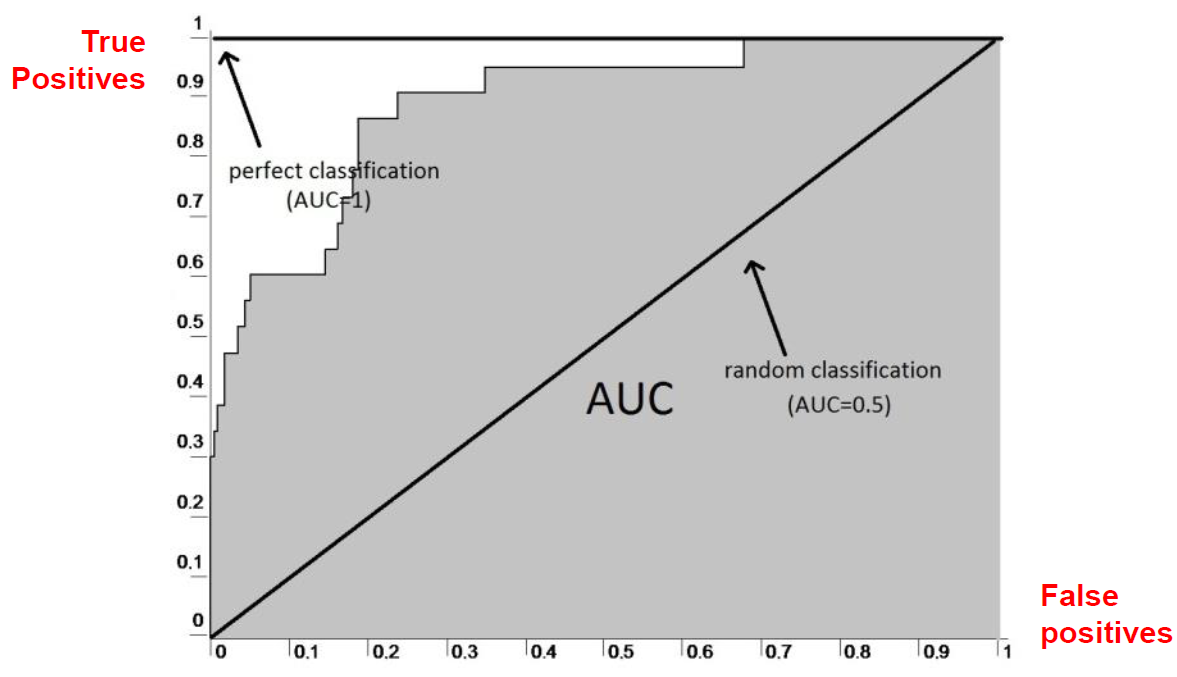 True
Positives
1
0.9
0.8
0.7
0.6
0.5
0.4
0.3
0.2
0.1
0
perfect classification
(AUC=1)
random classification
(AUC=0.5)
AUC
0
0.1
0.2
0.3
0.4
0.5
0.6
0.7
0.8
0.9
1
False
positives